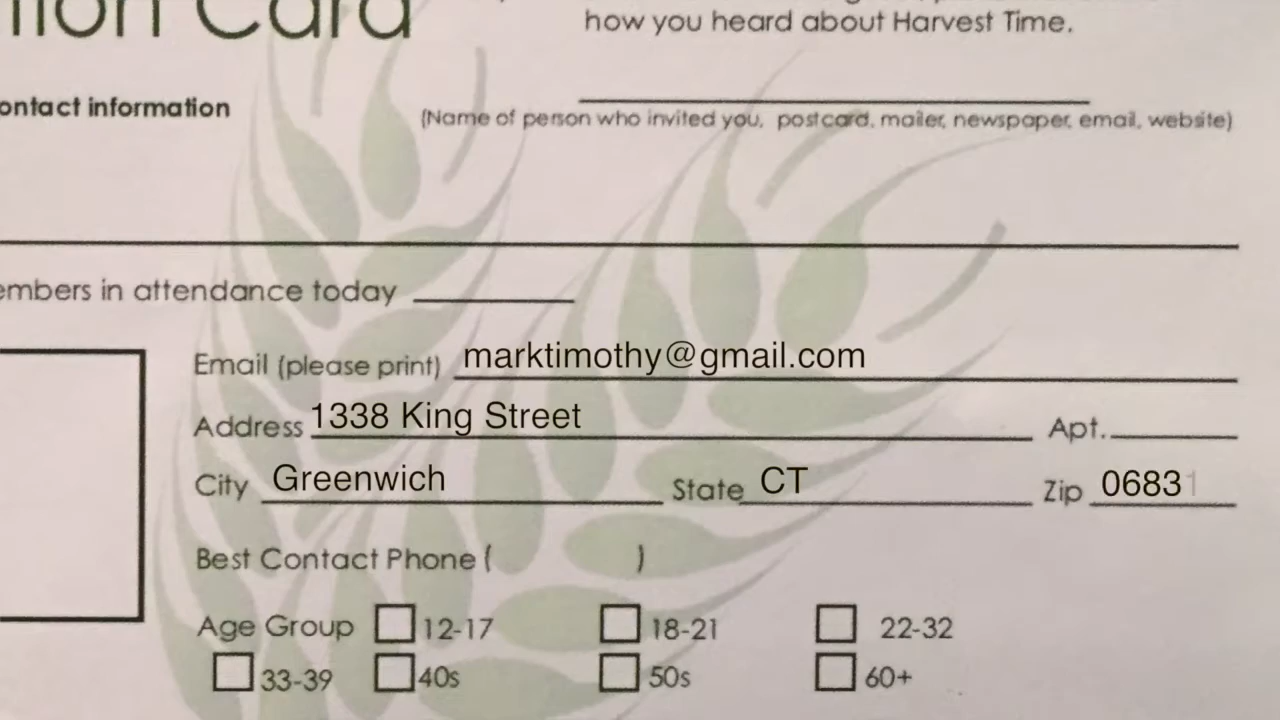 tion Card
how you heard about Harvest Time.
ontact information
(Name of person who invited you, postcard, mailer, newspaper, email, website)
embers in attendance today
Email (please print) marktimothy@gmail.com
Address 1338 King Street Apt.
City Greenwich State CT Zip 06831
Best Contact Phone ( )
Age Group 12-17 18-21 22-32
33-39 40s 50s 60+